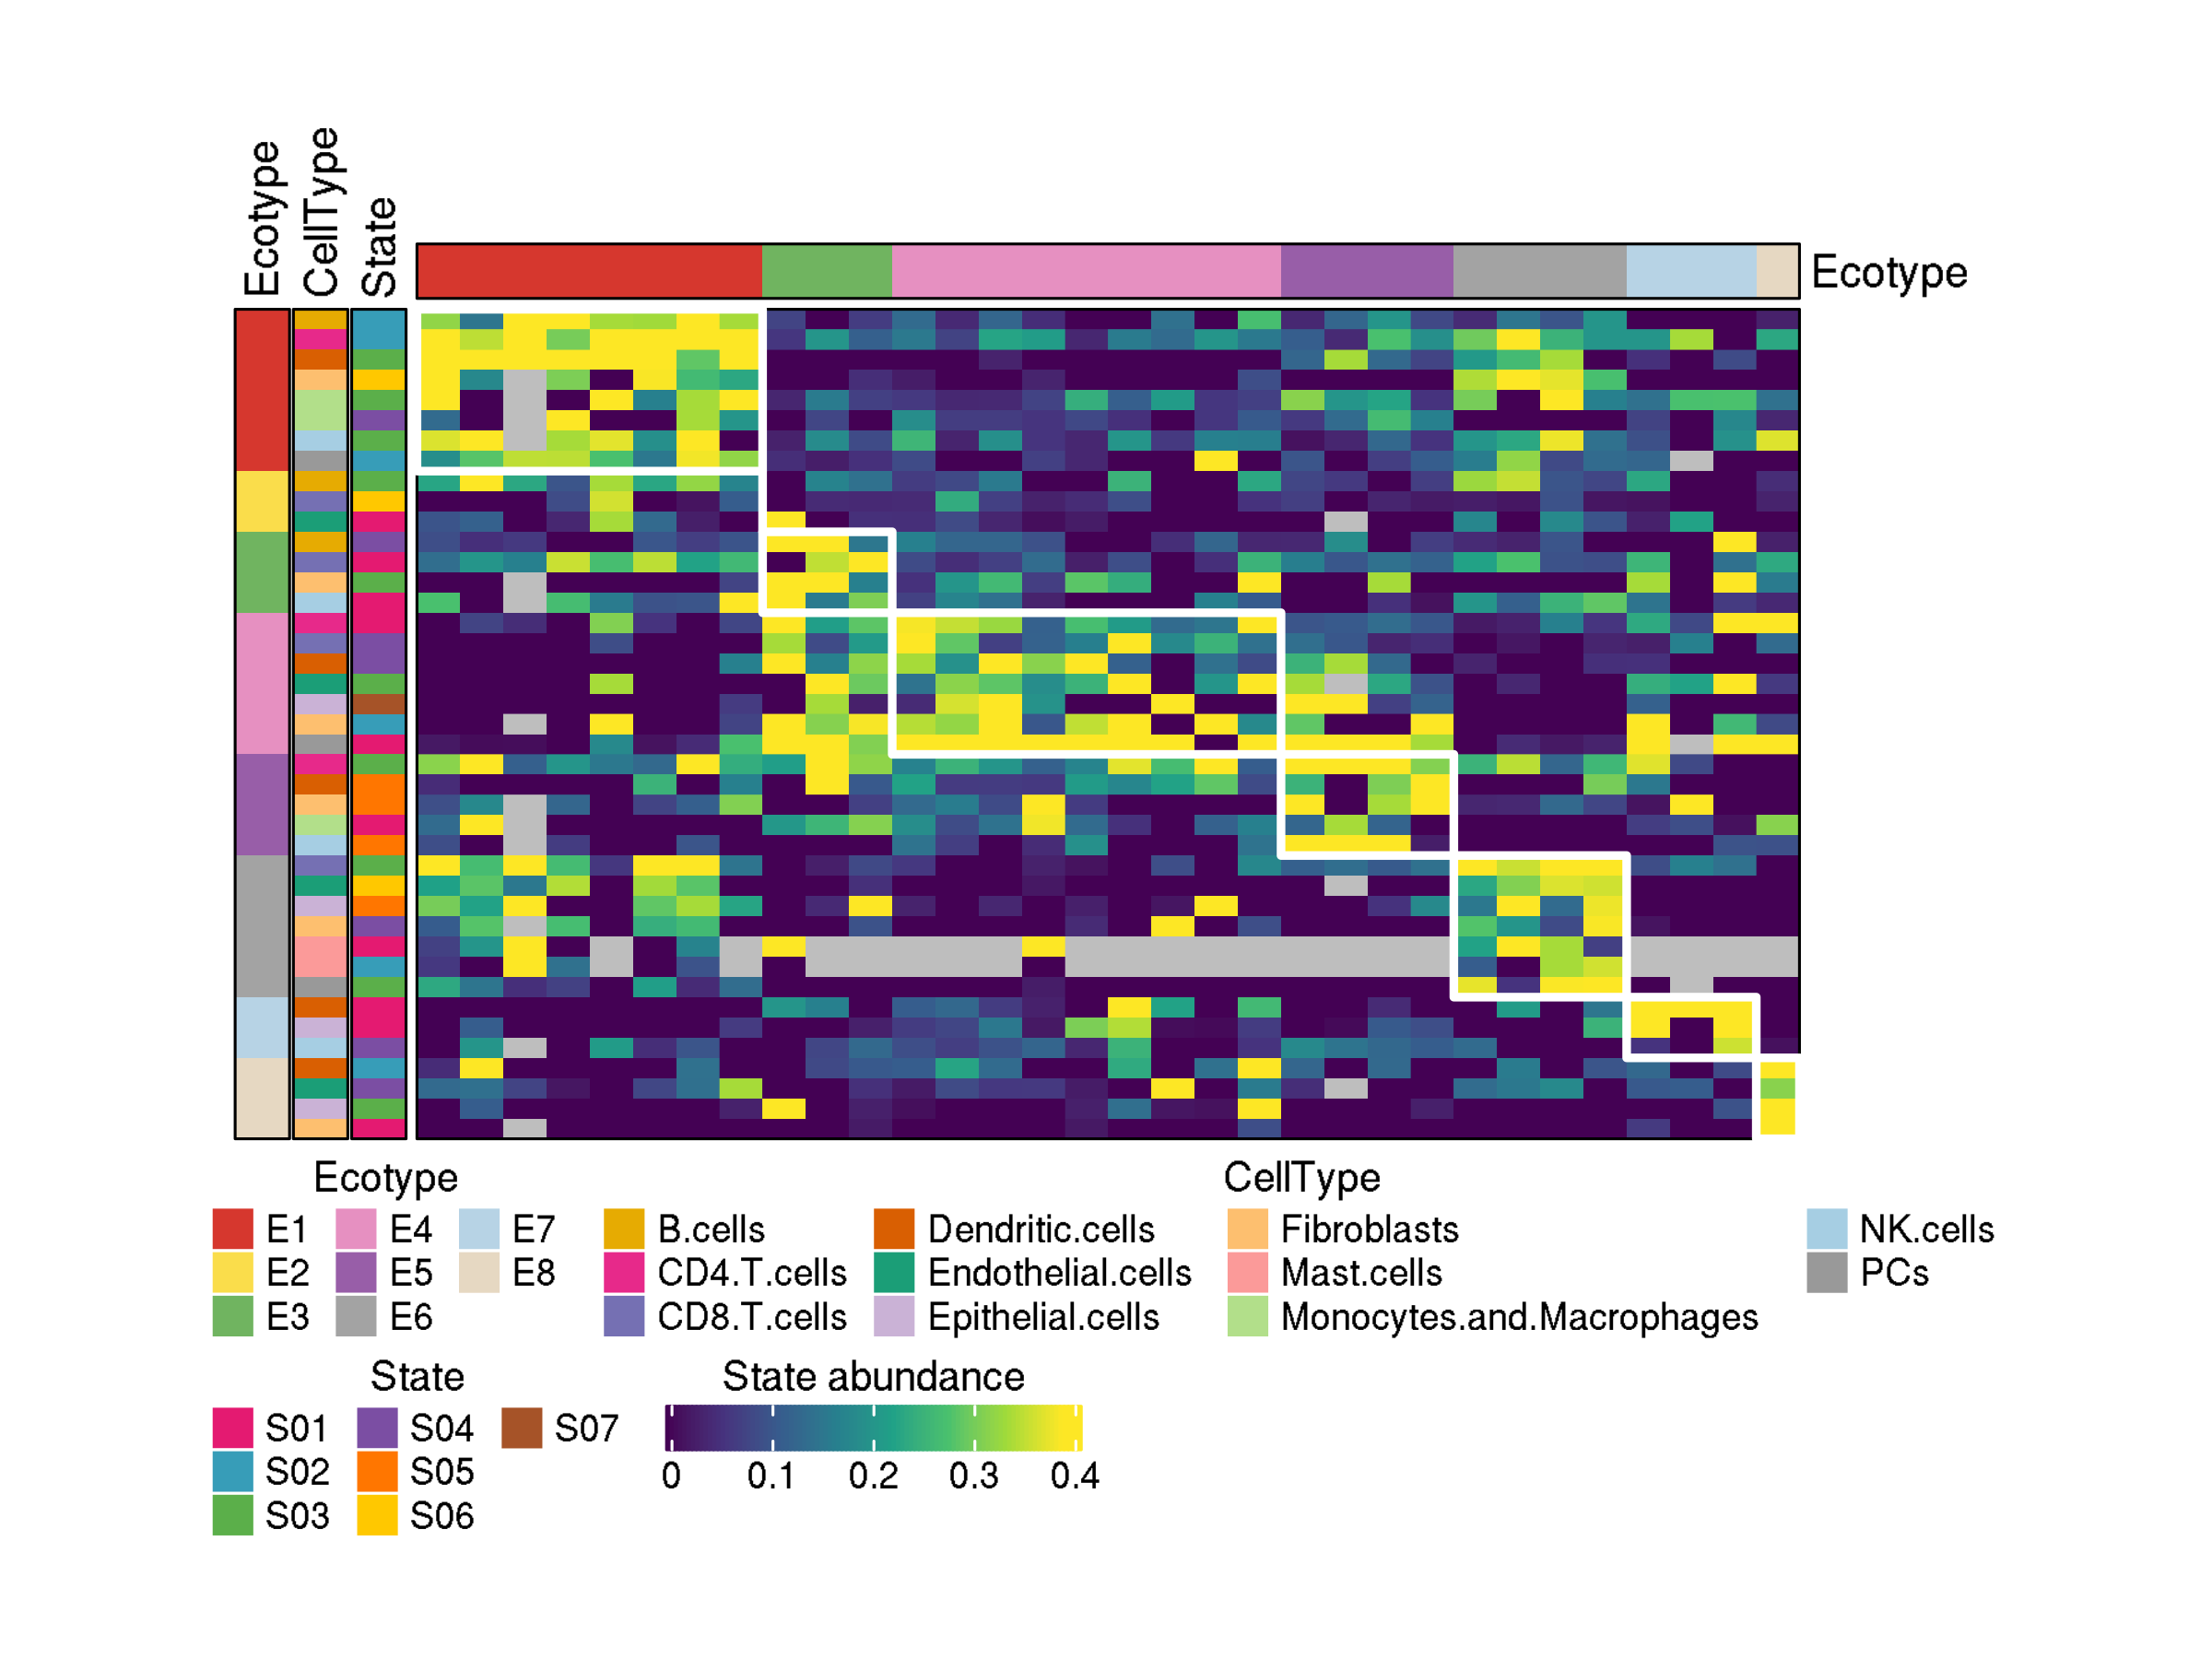 Ecotype
CellType
State
Ecotype
Ecotype CellType
E1 E4 E7 B.cells Dendritic.cells Fibroblasts NK.cells
E2 E5 E8 CD4.T.cells Endothelial.cells Mast.cells PCs
E3 E6 CD8.T.cells Epithelial.cells Monocytes.and.Macrophages
State State abundance
S01 S04 S07
S02 S05 0 0.1 0.2 0.3 0.4
S03 S06